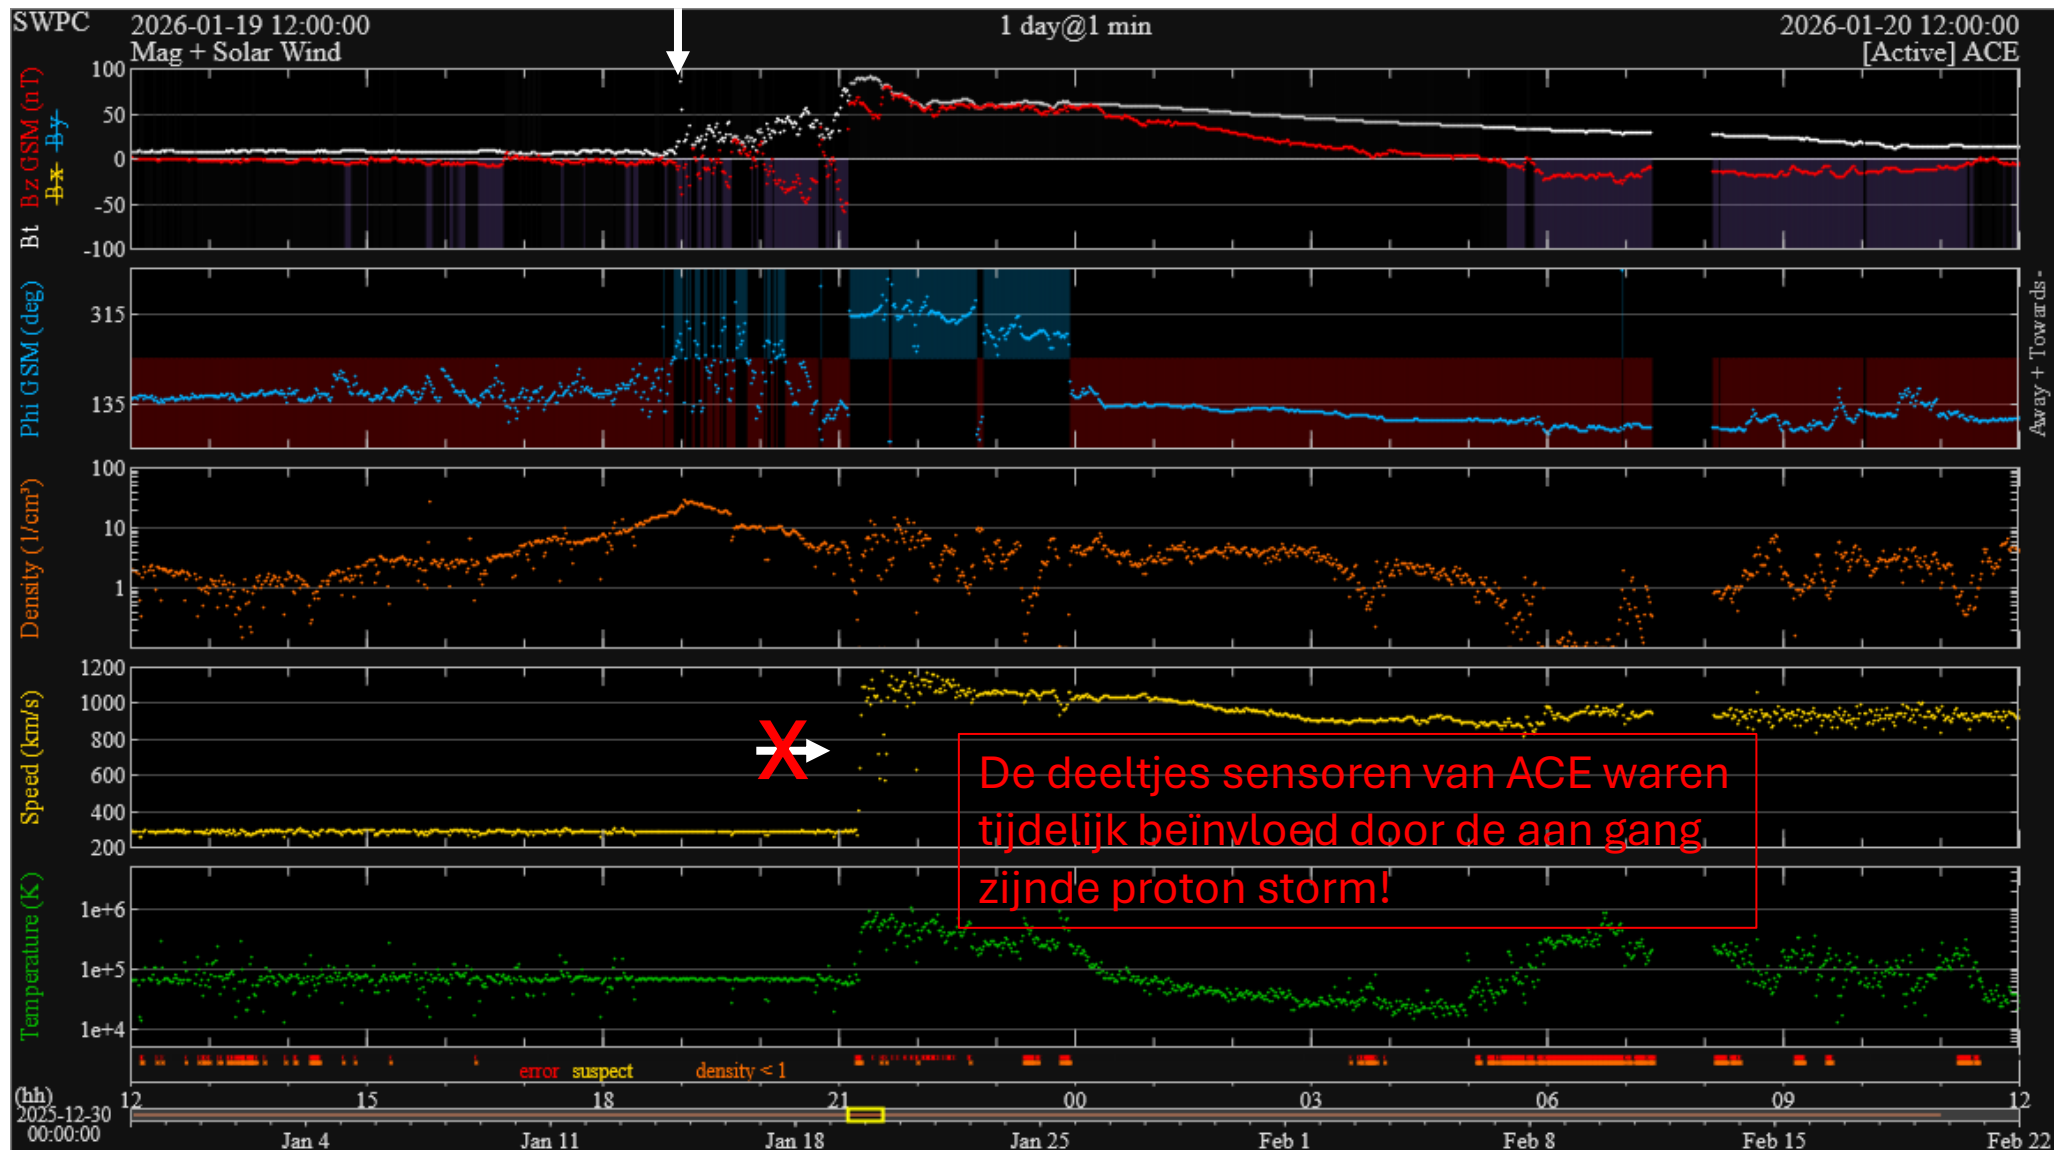 SWPC 2026-01-19 12:00:00 1 day@1 min 2026-01-20 12:00:00
Mag + Solar Wind [Active] ACE
Bt Bz GSM (nT)
Bx By
100
50
0
-50
-100
Phi GSM (deg)
315
135
Away + Towards -
Density (1/cm³)
100
10
1
Speed (km/s)
1200
1000
800
600
400
200
X
De deeltjes sensoren van ACE waren
tijdelijk beïnvloed door de aan gang
zijnde proton storm!
Temperature (K)
1e+6
1e+5
1e+4
error suspect density < 1
(hh) 12 15 18 21 00 03 06 09 12
2025-12-30
00:00:00 Jan 4 Jan 11 Jan 18 Jan 25 Feb 1 Feb 8 Feb 15 Feb 22